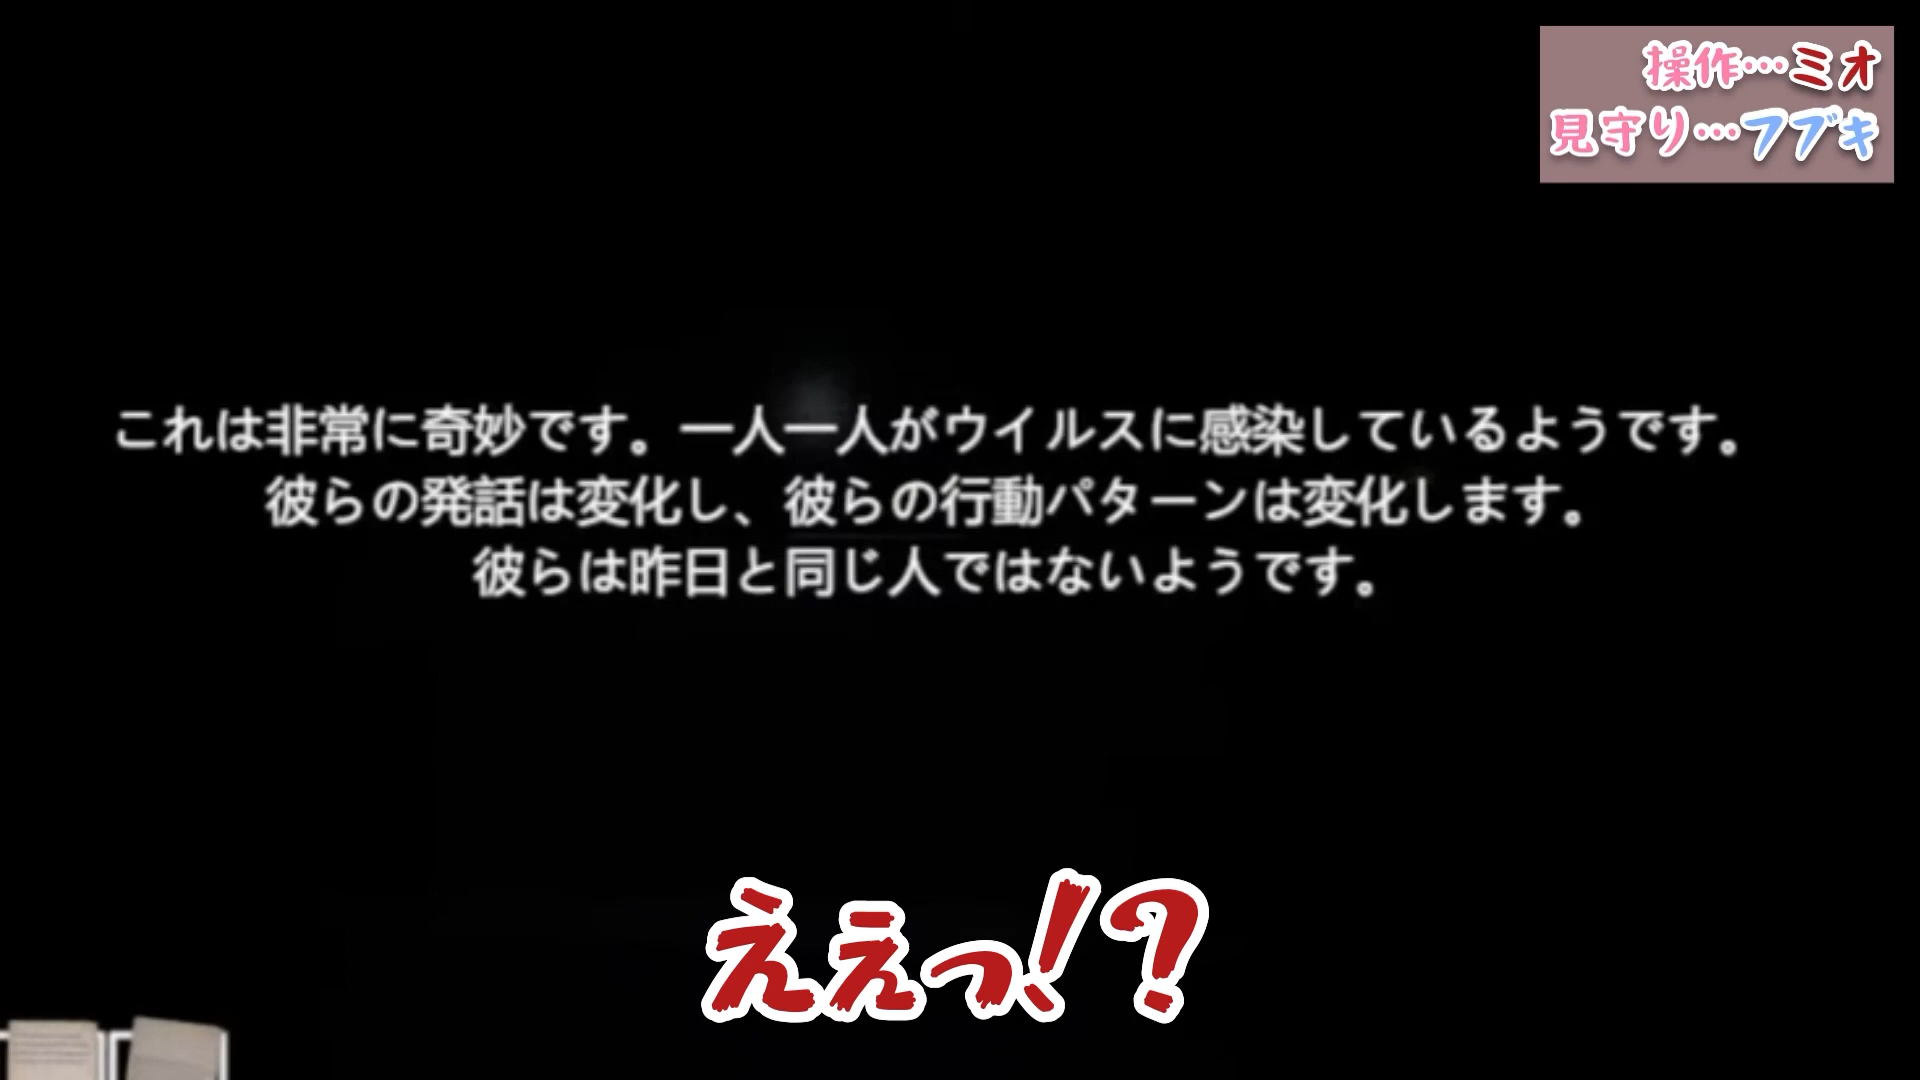 操作…ミオ
見守り…フブキ
これは非常に奇妙です。一人一人がウイルスに感染しているようです。
彼らの発話は変化し、彼らの行動パターンは変化します。
彼らは昨日と同じ人ではないようです。
ええっ!?